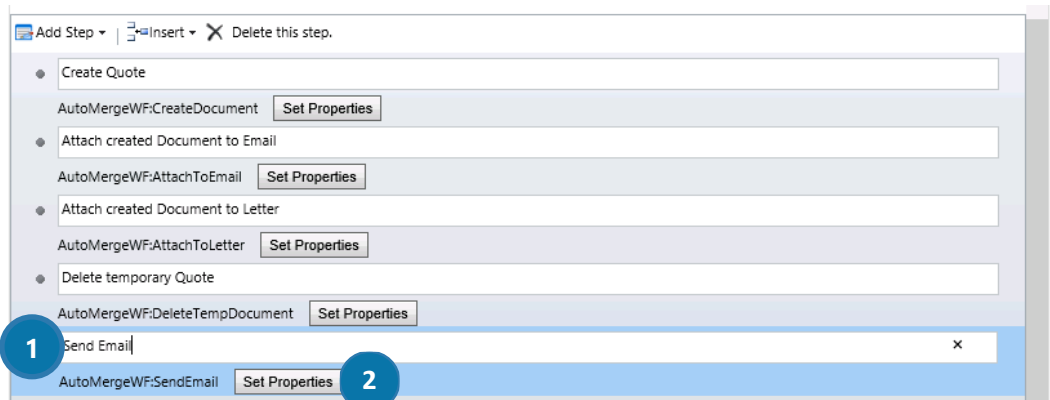 Add Step Insert Delete this step.
Create Quote
AutoMergeWF:CreateDocument Set Properties
Attach created Document to Email
AutoMergeWF:AttachToEmail Set Properties
Attach created Document to Letter
AutoMergeWF:AttachToLetter Set Properties
Delete temporary Quote
AutoMergeWF:DeleteTempDocument Set Properties
1 Send Email
AutoMergeWF:SendEmail Set Properties 2